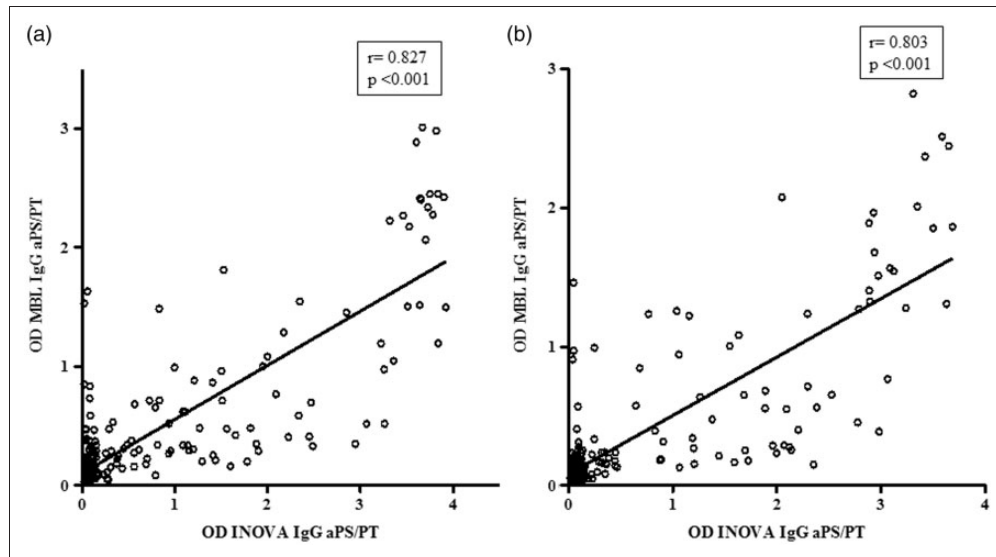 (a)
r= 0.827
p <0.001
3
2
1
0
0 1 2 3 4
OD MBL IgG aPS/PT
OD INOVA IgG aPS/PT
(b)
r= 0.803
p <0.001
3
2
1
0
0 1 2 3 4
OD MBL IgG aPS/PT
OD INOVA IgG aPS/PT